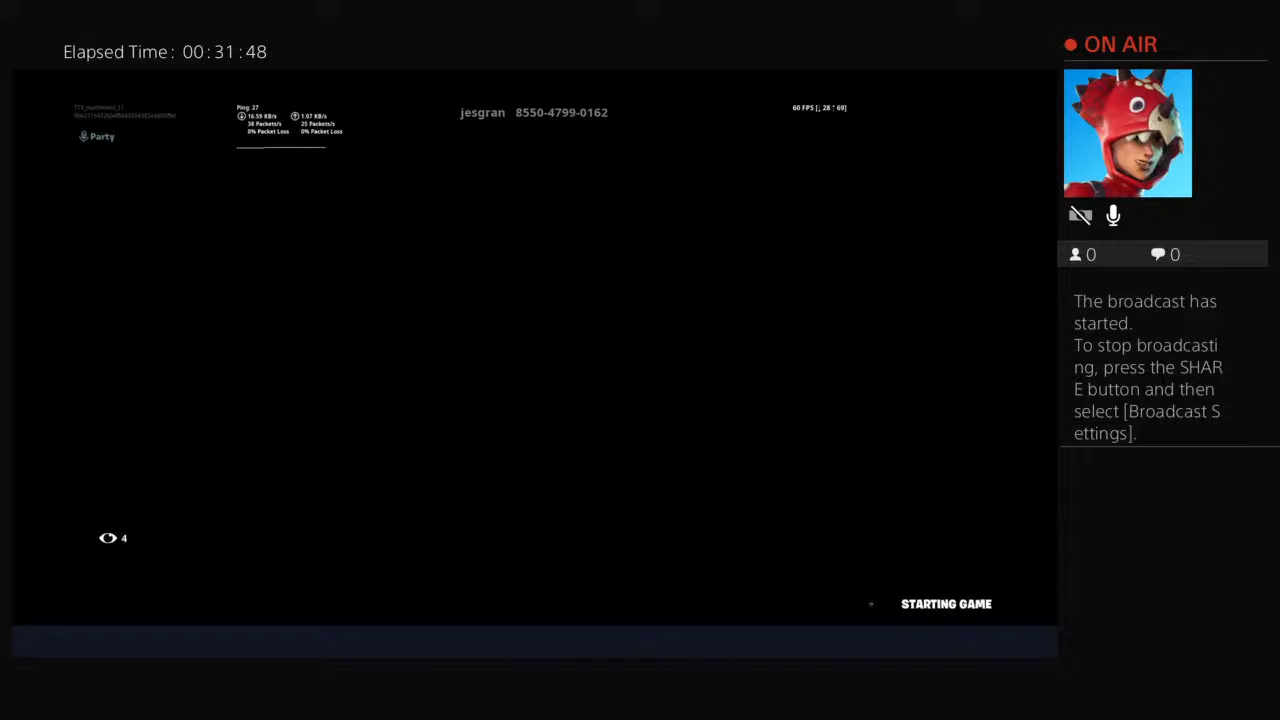 Elapsed Time: 00:31:48
ON AIR
Ping: 27
16.59 KB/s 1.07 KB/s
38 Packets/s 25 Packets/s
0% Packet Loss 0% Packet Loss
jesgran 8550-4799-0162
Party
0 0
The broadcast has
started.
To stop broadcasti
ng, press the SHAR
E button and then
select [Broadcast S
ettings].
4
STARTING GAME